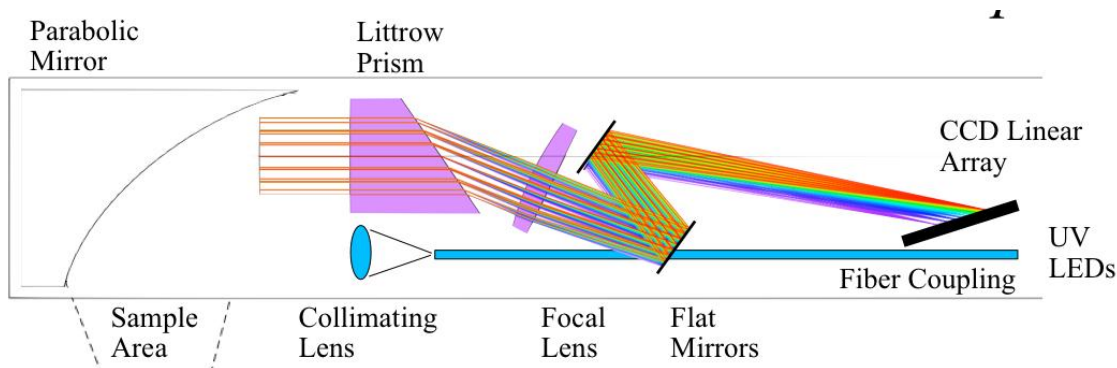 Parabolic
Mirror
Littrow
Prism
CCD Linear
Array
UV
LEDs
Fiber Coupling
Sample
Area
Collimating
Lens
Focal
Lens
Flat
Mirrors